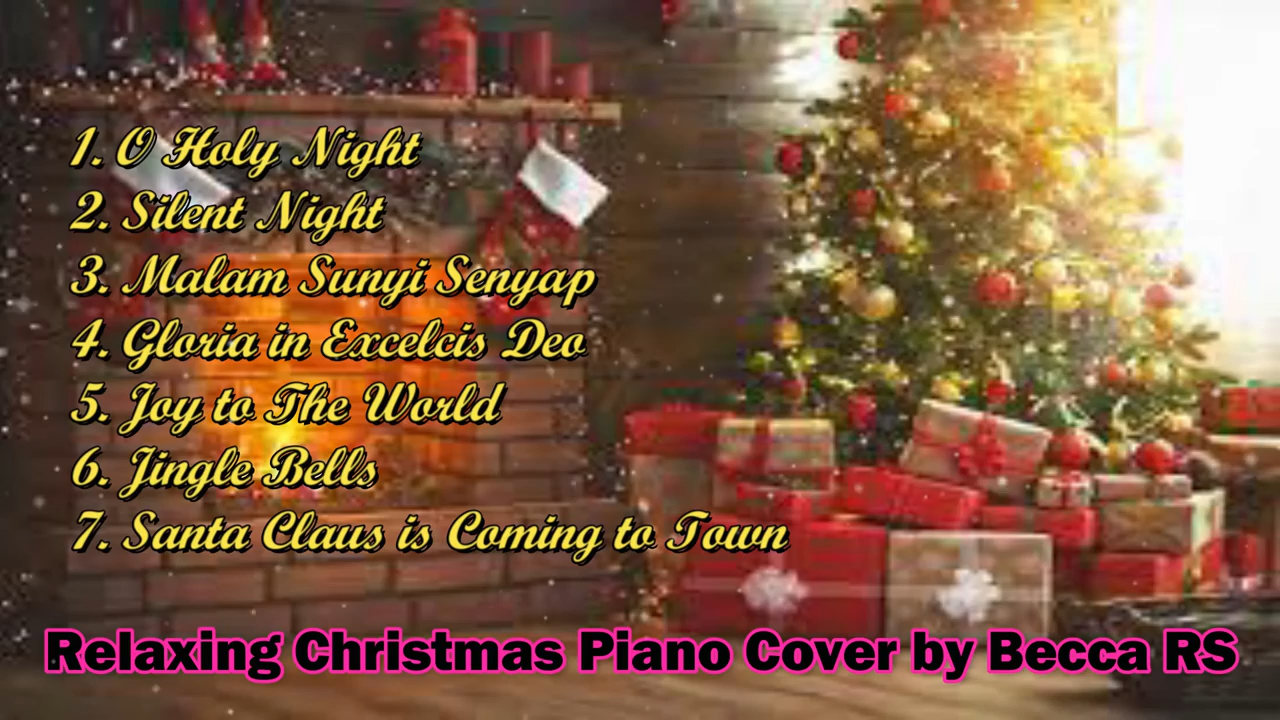 1. O Holy Night
2. Silent Night
3. Malam Sunyi Senyap
4. Gloria in Excelcis Deo
5. Joy to The World
6. Jingle Bells
7. Santa Claus is Coming to Town
Relaxing Christmas Piano Cover by Becca RS